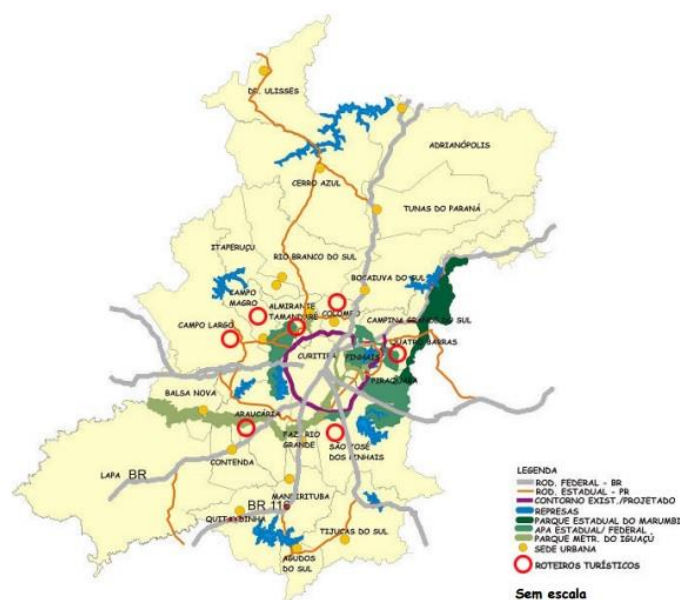 DR. ULISSES
ADRIANÓPOLIS
CERRO AZUL
TUNAS DO PARANÁ
ITAPERUÇÚ
RIO BRANCO DO SUL
BOCAIUVA DO SUL
CAMPO
MAGRO
ALMIRANTE
TAMANDARÉ
COLOMBO
CAMPINA GRANDE DO SUL
CAMPO LARGO
QUATRO BARRAS
CURITIBA
PINHAIS
PIRAQUARA
BALSA NOVA
ARAUCÁRIA
FAZ. RIO
GRANDE
SÃO JOSÉ
DOS PINHAIS
CONTENDA
LAPA
BR
MANDIRITUBA
BR 116
QUITANDINHA
TIJUCAS DO SUL
AGUDOS
DO SUL
LEGENDA
ROD. FEDERAL - BR
ROD. ESTADUAL - PR
CONTORNO EXIST./PROJETADO
REPRESAS
PARQUE ESTADUAL DO MARUMBI
APA ESTADUAL/ FEDERAL
PARQUE METR. DO IGUAÇÚ
SEDE URBANA
ROTEIROS TURÍSTICOS
Sem escala